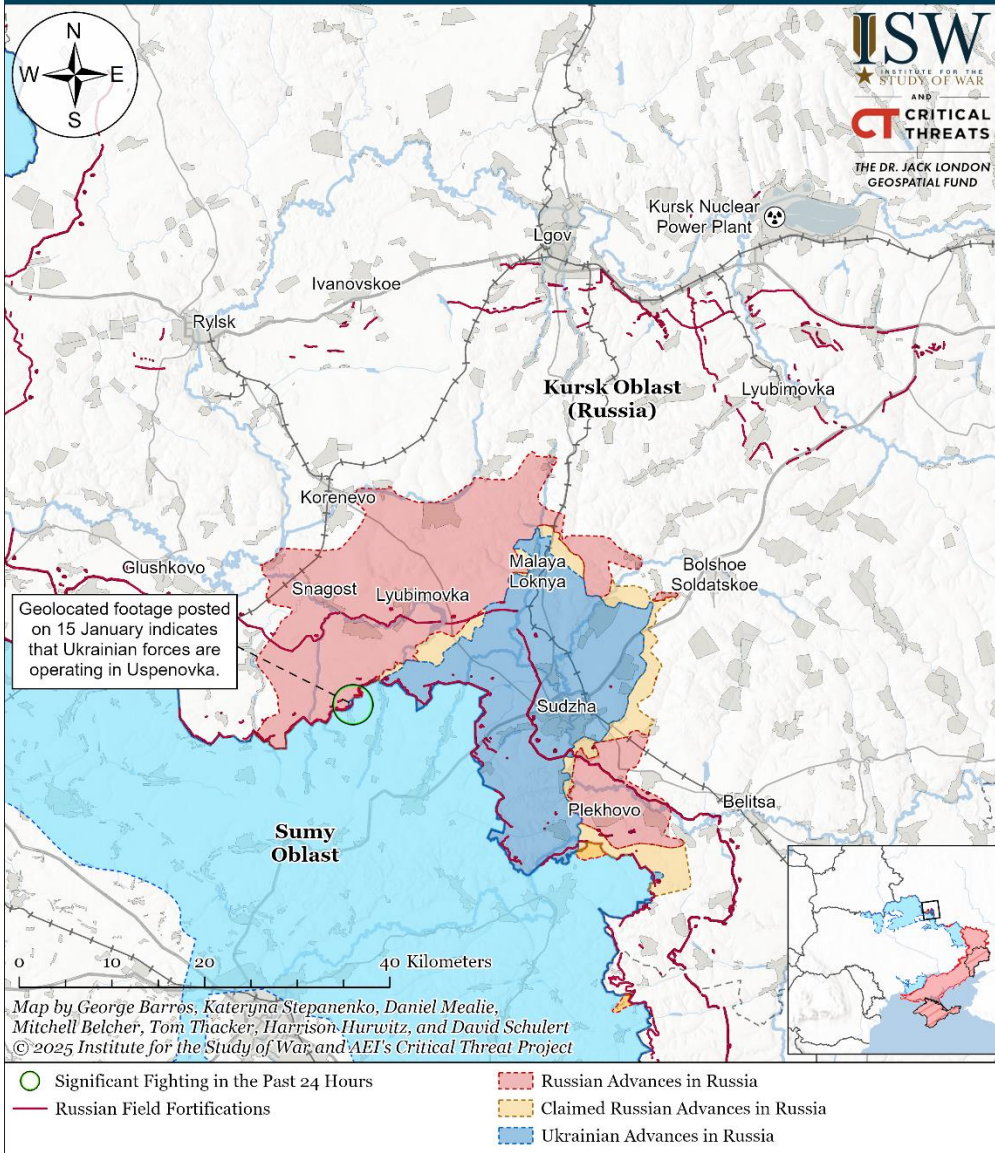 N
W E
S
ISW
INSTITUTE FOR THE
STUDY OF WAR
AND
CT CRITICAL
THREATS
THE DR. JACK LONDON
GEOSPATIAL FUND
Kursk Nuclear
Power Plant
Lgov
Ivanovskoe
Rylsk
Kursk Oblast
(Russia)
Lyubimovka
Korenevo
Glushkovo
Malaya
Loknya
Bolshoe
Soldatskoe
Snagost
Lyubimovka
Geolocated footage posted
on 15 January indicates
that Ukrainian forces are
operating in Uspenovka.
Sudzha
Plekhovo
Belitsa
Sumy
Oblast
0 10 20 40 Kilometers
Map by George Barros, Kateryna Stepanenko, Daniel Mealie,
Mitchell Belcher, Tom Thacker, Harrison Hurwitz, and David Schulert
© 2025 Institute for the Study of War and AEI's Critical Threat Project
Significant Fighting in the Past 24 Hours
Russian Field Fortifications
Russian Advances in Russia
Claimed Russian Advances in Russia
Ukrainian Advances in Russia